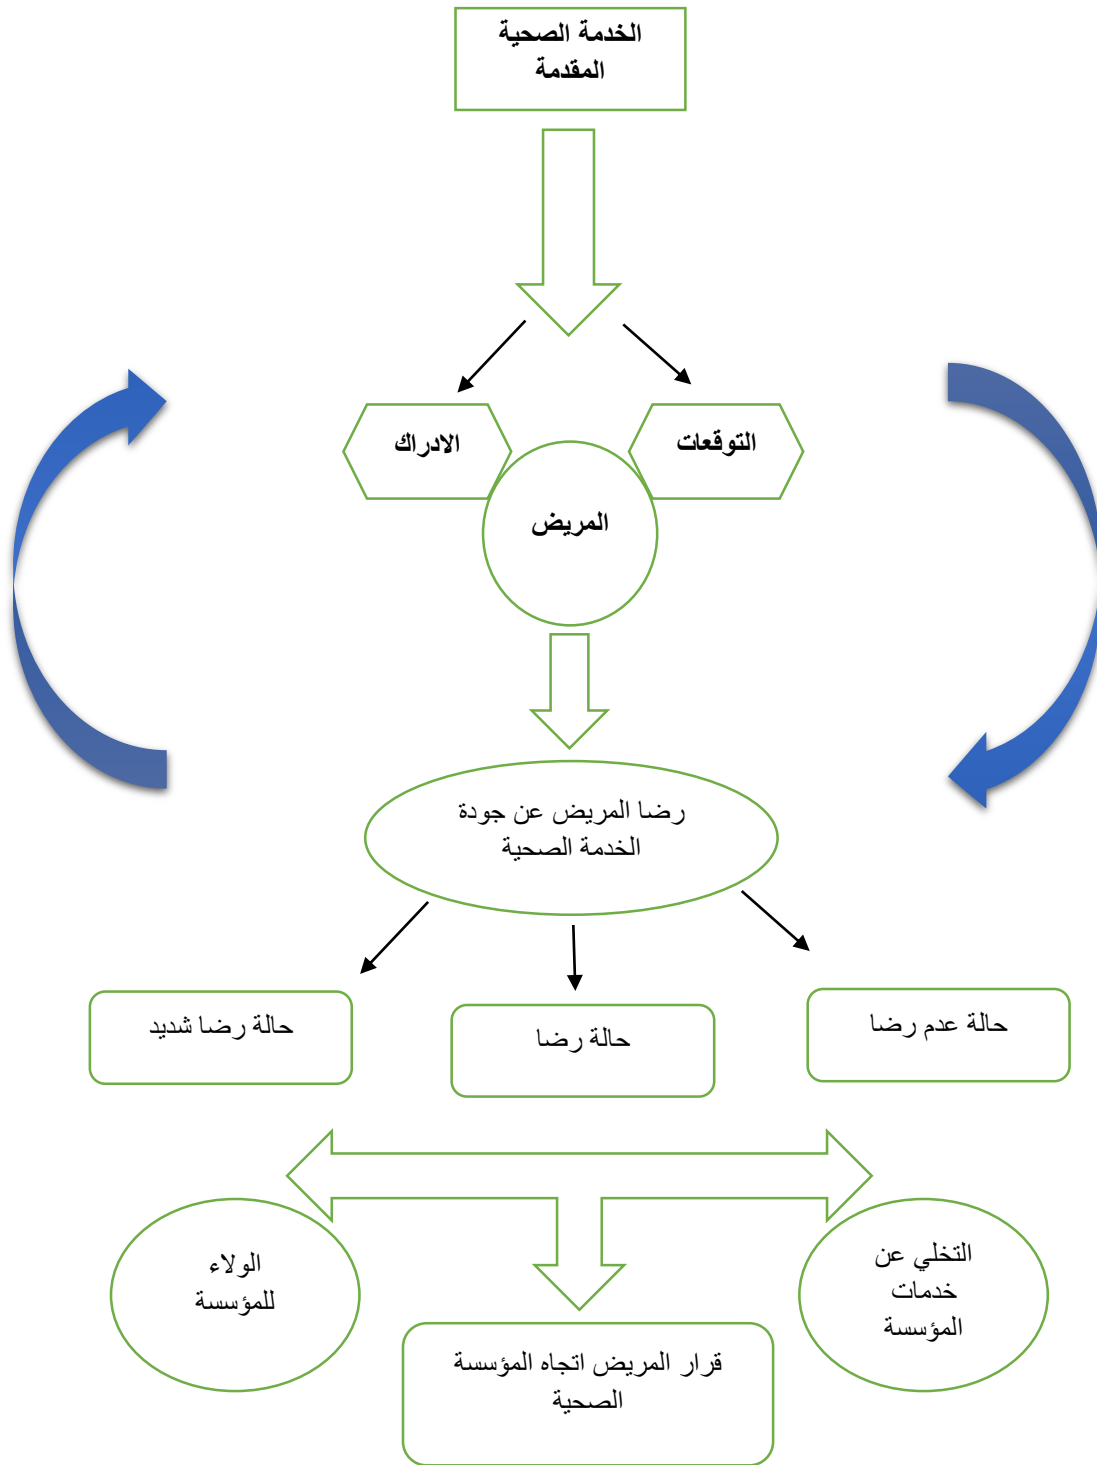 الخدمة الصحية
المقدمة
التوقعات
الادراك
المريض
رضا المريض عن جودة
الخدمة الصحية
حالة عدم رضا
حالة رضا
حالة رضا شديد
التخلي عن
خدمات
المؤسسة
الولاء
للمؤسسة
قرار المريض اتجاه المؤسسة
الصحية